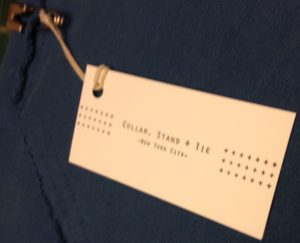 Collar, Stand + Tie
-New York City-